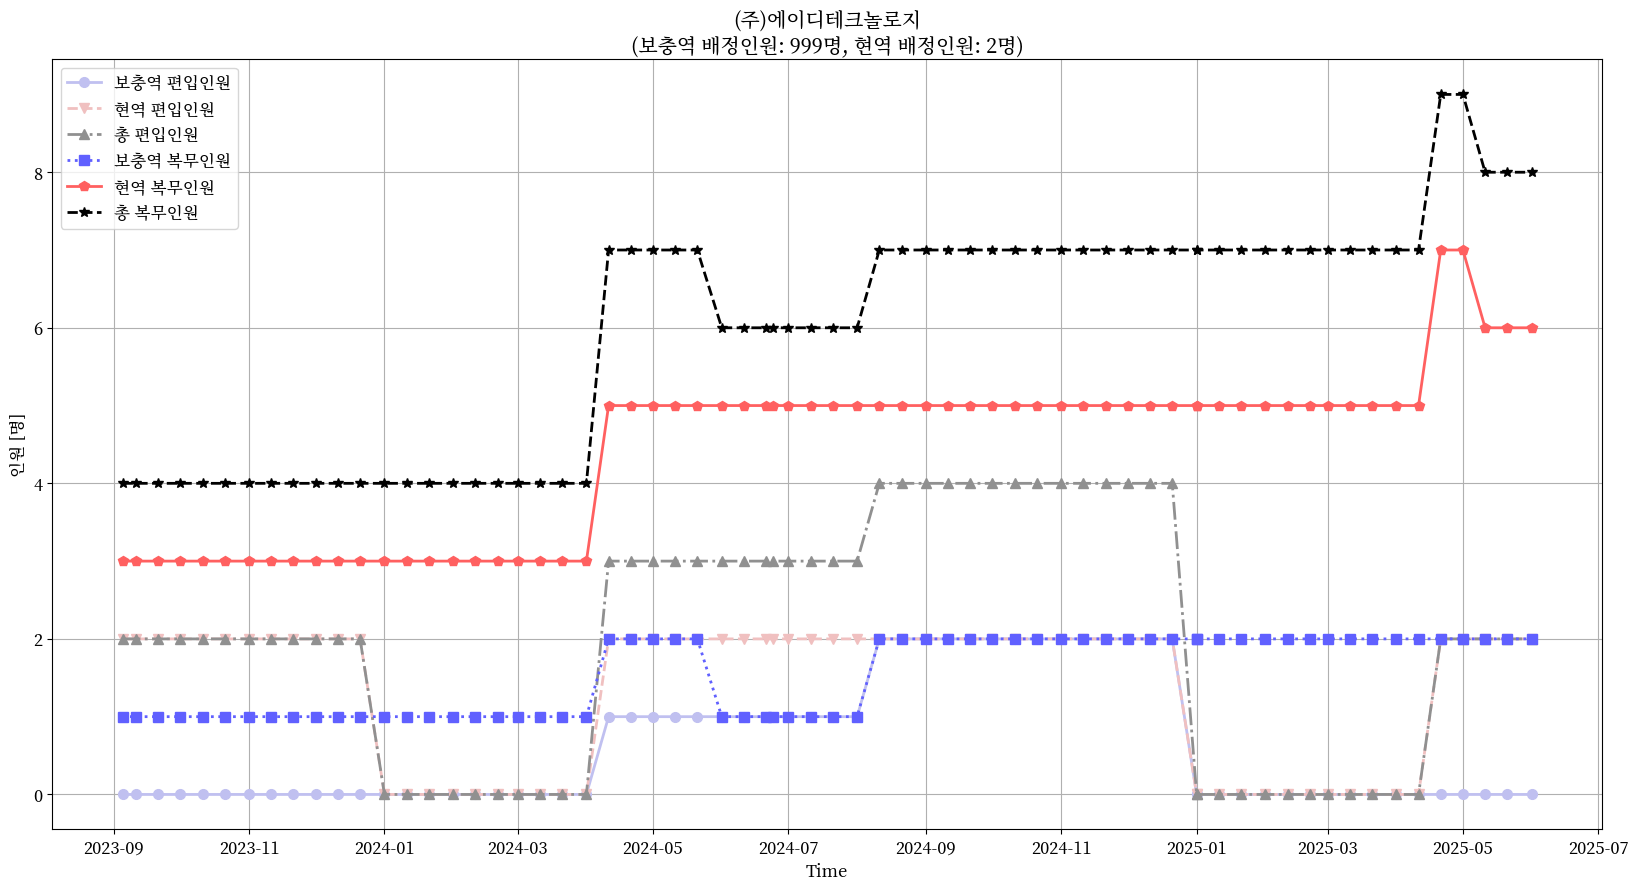 (주)에이디테크놀로지
(보충역 배정인원: 999명, 현역 배정인원: 2명)
보충역 편입인원
현역 편입인원
총 편입인원
보충역 복무인원
현역 복무인원
총 복무인원
인원 [명]
8
6
4
2
0
2023-09 2023-11 2024-01 2024-03 2024-05 2024-07 2024-09 2024-11 2025-01 2025-03 2025-05 2025-07
Time